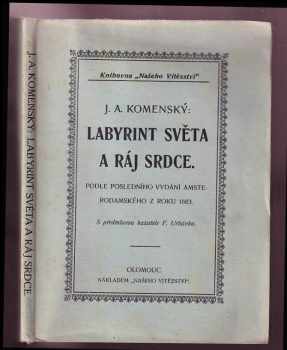 J. A. KOMENSKÝ: LABYRINT SVĚTA A RÁJ SRDCE
Knihovna „Našeho Vítězství"
J. A. KOMENSKÝ:
LABYRINT SVĚTA
A RÁJ SRDCE.
PODLE POSLEDNÍHO VYDÁNÍ AMSTE-
RODAMSKÉHO Z ROKU 1663.
S předmluvou kazatele F. Urbánka.
OLOMOUC.
NÁKLADEM „NAŠEHO VÍTĚZSTVÍ".